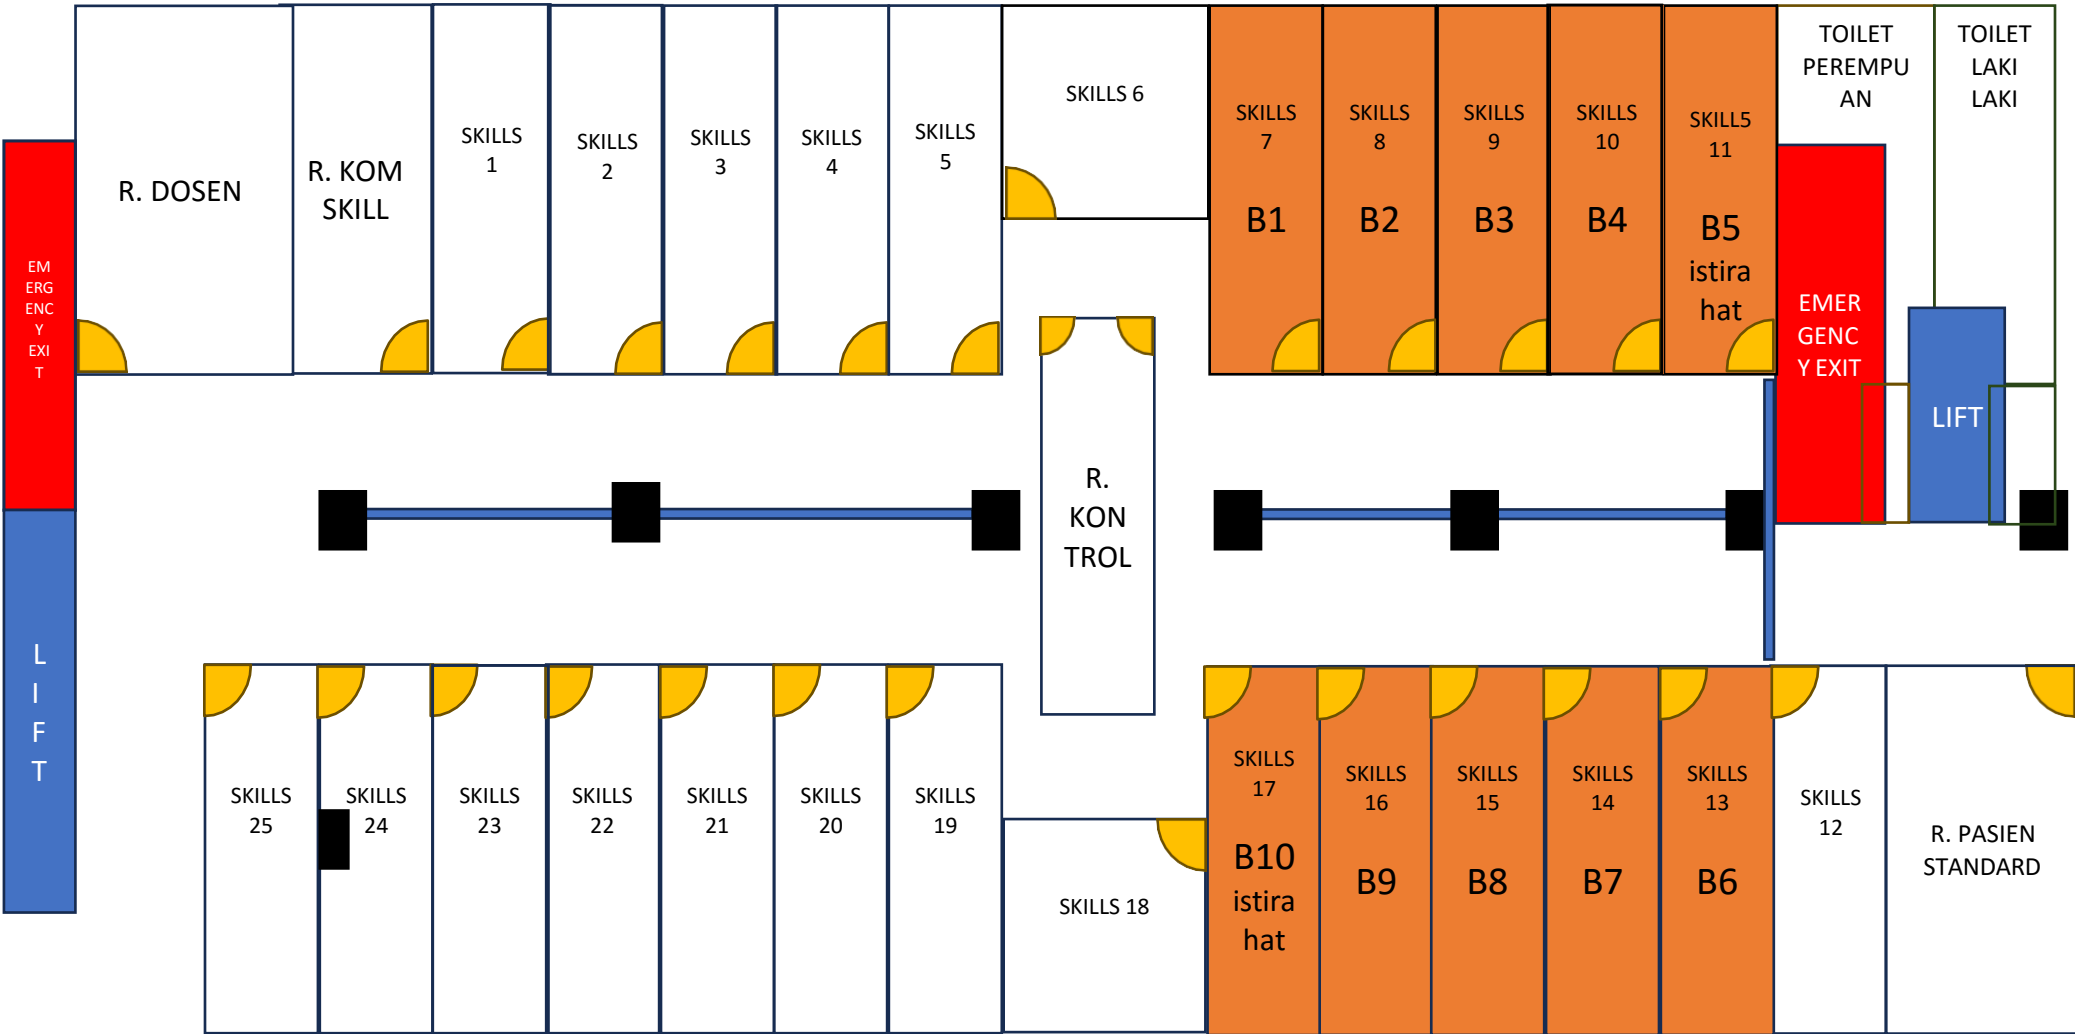 EM
ERG
ENC
Y
EXI
T
L
I
F
T
R. DOSEN
R. KOM
SKILL
SKILLS
1
SKILLS
2
SKILLS
3
SKILLS
4
SKILLS
5
SKILLS 6
SKILLS
7
B1
SKILLS
8
B2
SKILLS
9
B3
SKILLS
10
B4
SKILL5
11
B5
istira
hat
TOILET
PEREMPU
AN
TOILET
LAKI
LAKI
EMER
GENC
Y EXIT
LIFT
R.
KON
TROL
SKILLS
25
SKILLS
24
SKILLS
23
SKILLS
22
SKILLS
21
SKILLS
20
SKILLS
19
SKILLS 18
SKILLS
17
B10
istira
hat
SKILLS
16
B9
SKILLS
15
B8
SKILLS
14
B7
SKILLS
13
B6
SKILLS
12
R. PASIEN
STANDARD